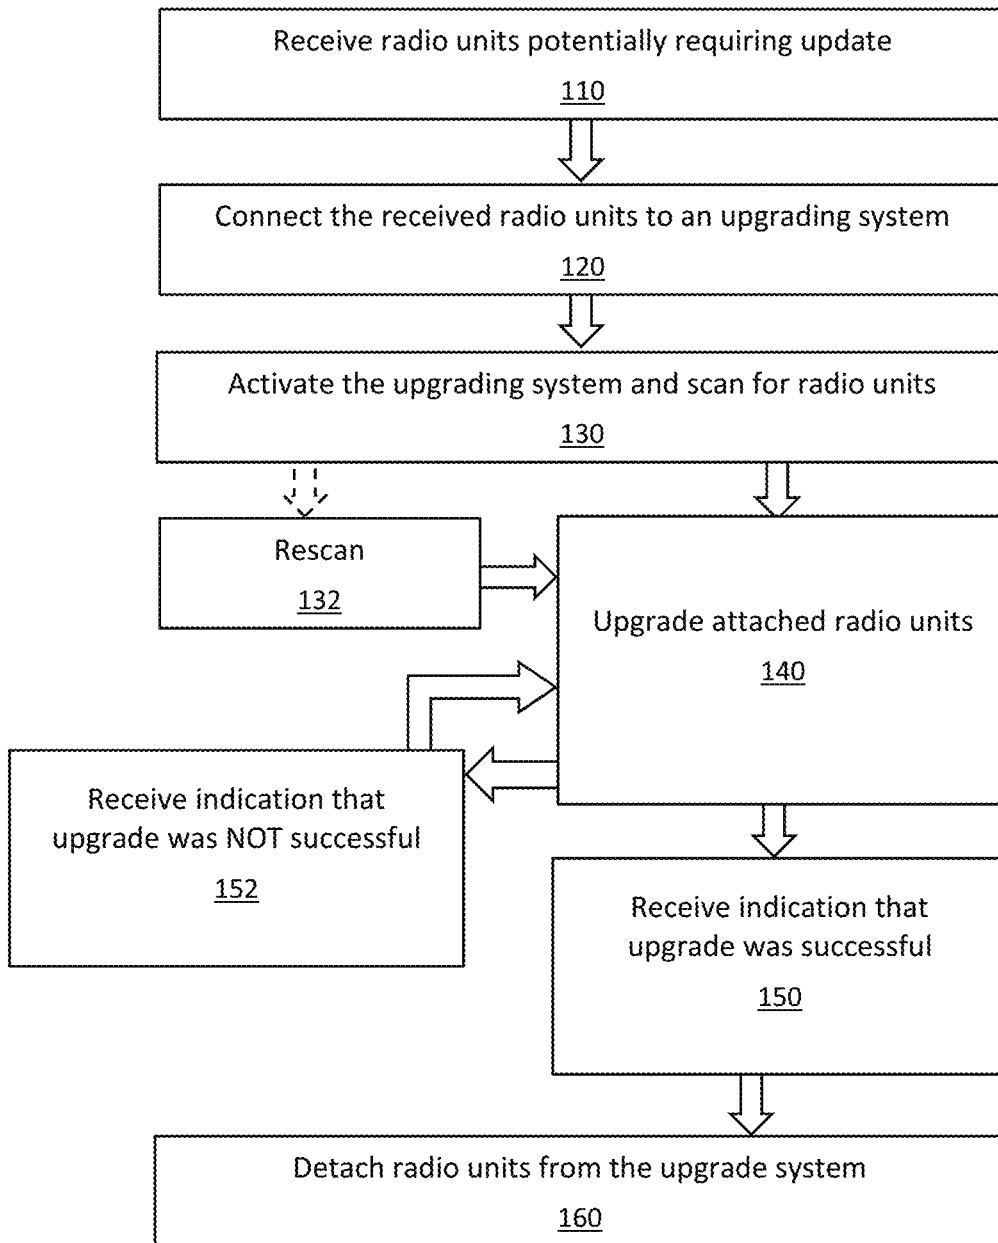 Receive radio units potentially requiring update
110
Connect the received radio units to an upgrading system
120
Activate the upgrading system and scan for radio units
130
Rescan
132
Upgrade attached radio units
140
Receive indication that
upgrade was NOT successful
152
Receive indication that
upgrade was successful
150
Detach radio units from the upgrade system
160